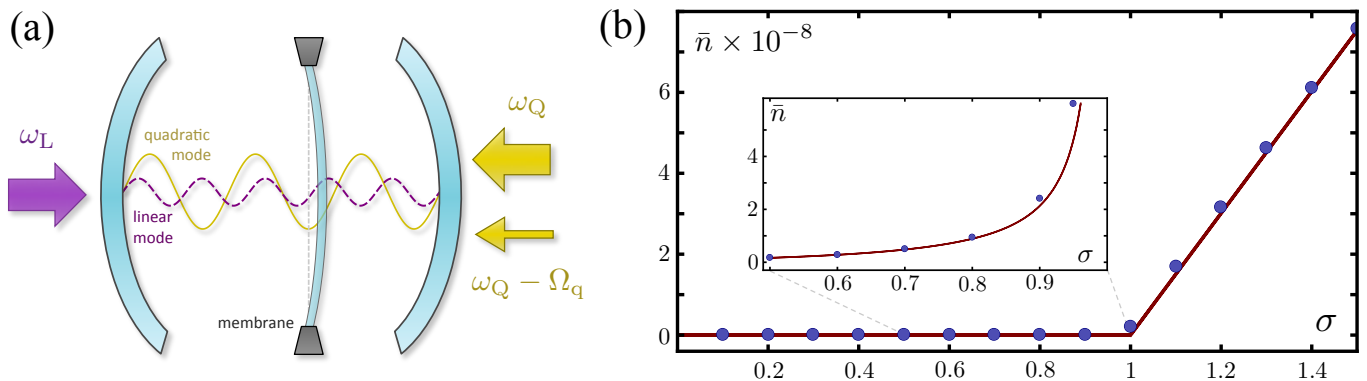 (a)
ω_L
quadratic
mode
linear
mode
membrane
ω_Q
ω_Q − Ω_q
(b)
n̄ × 10⁻⁸
6
4
2
0
0.2
0.4
0.6
0.8
1
1.2
1.4
σ
n̄
4
2
0
0.6
0.7
0.8
0.9
σ